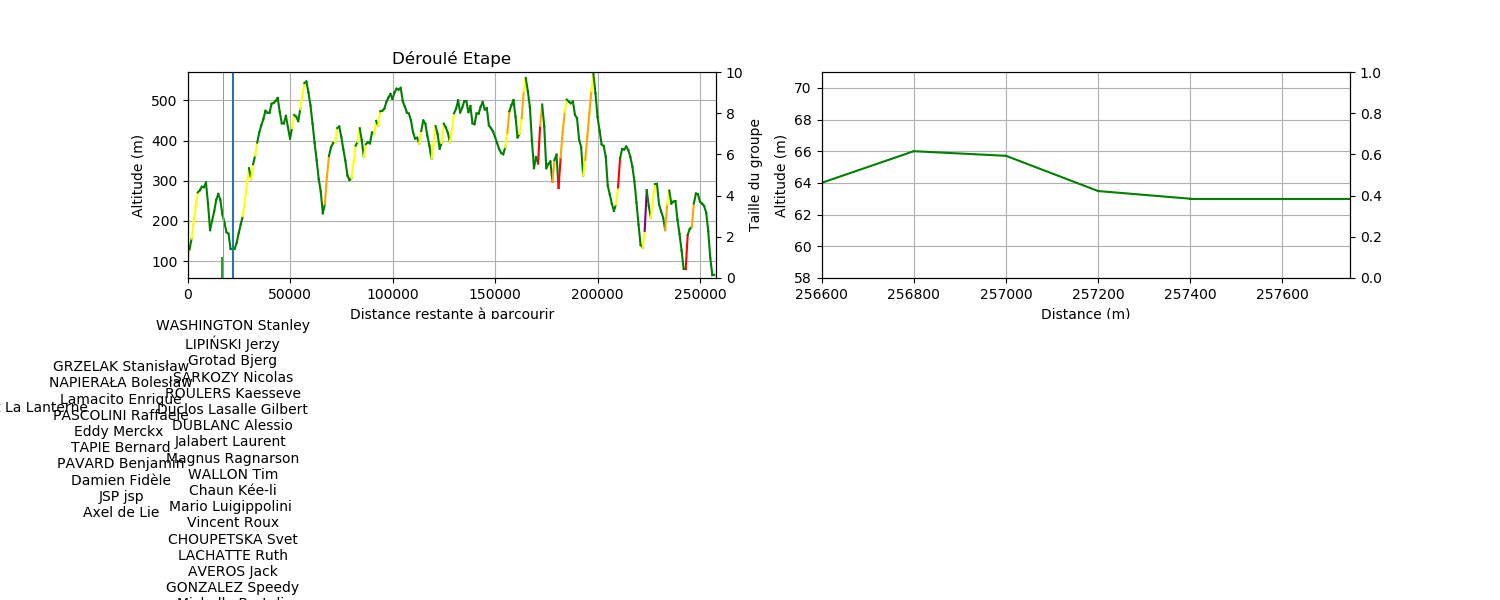 Déroulé Etape
Altitude (m)
500
400
300
200
100
10
8
6
4
2
0
Taille du groupe
0 50000 100000 150000 200000 250000
Distance restante à parcourir
Altitude (m)
70
68
66
64
62
60
58
1.0
0.8
0.6
0.4
0.2
0.0
256600 256800 257000 257200 257400 257600
Distance (m)
WASHINGTON Stanley
LIPIŃSKI Jerzy
Grotad Bjerg
SARKOZY Nicolas
ROULERS Kaesseve
Duclos Lasalle Gilbert
DUBLANC Alessio
Jalabert Laurent
Magnus Ragnarson
WALLON Tim
Chaun Kée-li
Mario Luigippolini
Vincent Roux
CHOUPETSKA Svet
LACHATTE Ruth
AVEROS Jack
GONZALEZ Speedy
GRZELAK Stanisław
NAPIERAŁA Bolesław
Lamacito Enrique
PASCOLINI Raffaele
Eddy Merckx
TAPIE Bernard
PAVARD Benjamin
Damien Fidèle
JSP jsp
Axel de Lie
La Lanterne